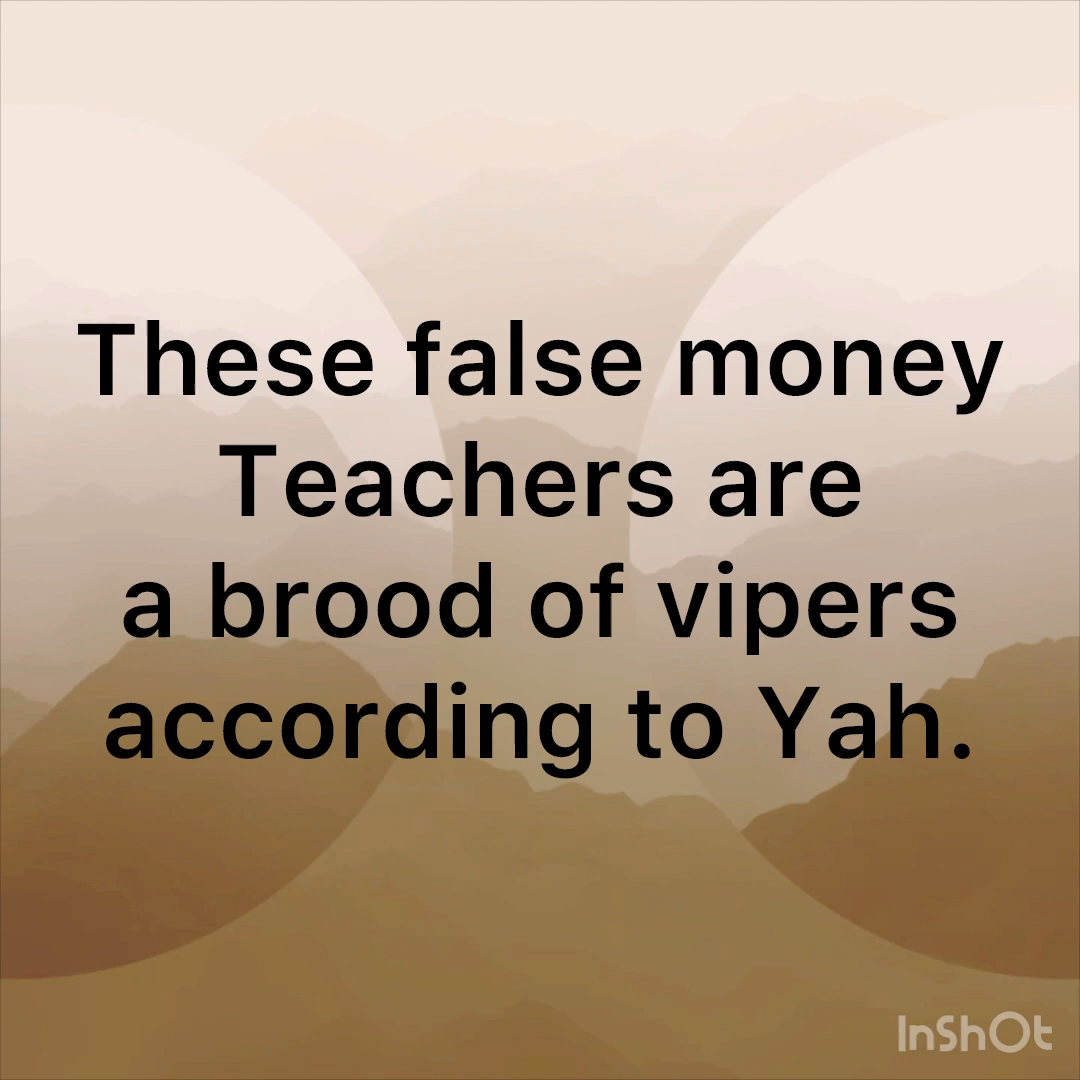 These false money
Teachers are
a brood of vipers
according to Yah.
InShOt